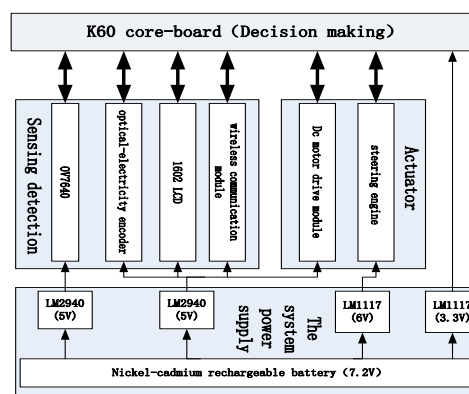 K60 core-board (Decision making)
Sensing detection
OV7640
optical-electricity encoder
1602 LCD
wireless communication
module
Dc motor drive module
steering engine
Actuator
LM2940
(5V)
LM2940
(5V)
The
system
power
supply
LM1117
(6V)
LM1117
(3.3V)
Nickel-cadmium rechargeable battery (7.2V)